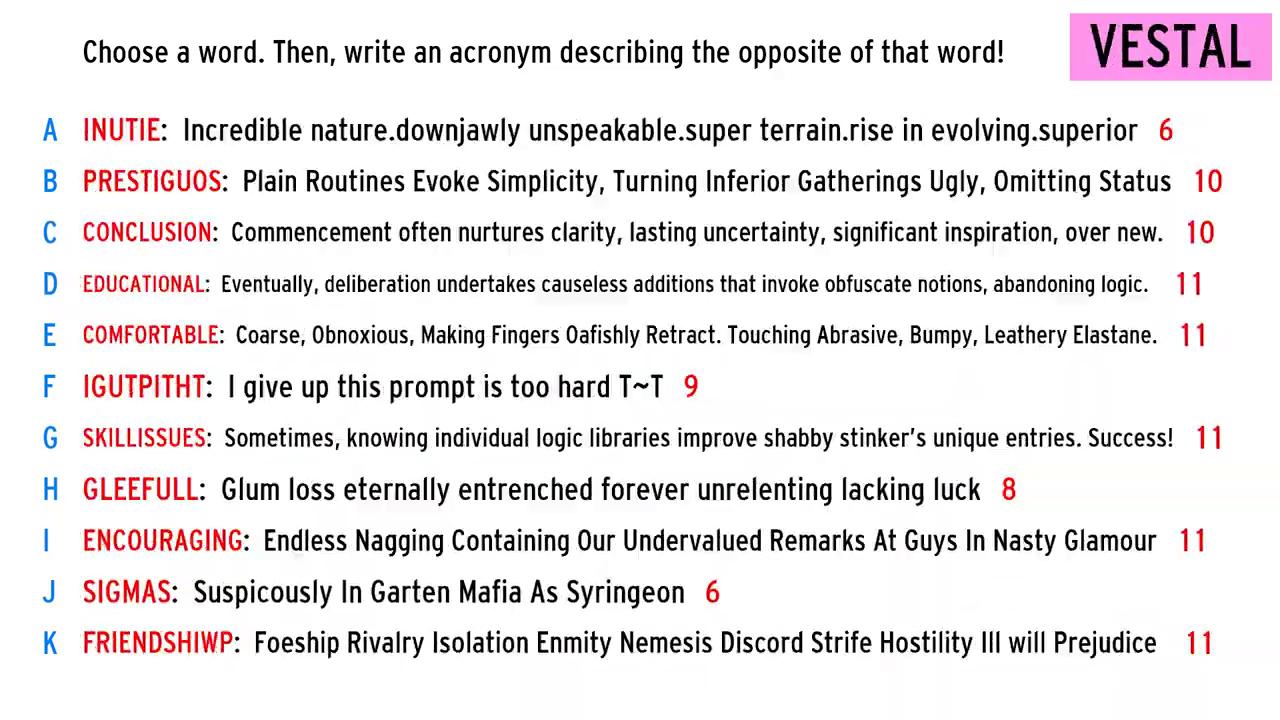 Choose a word. Then, write an acronym describing the opposite of that word!
VESTAL
A INUTIE: Incredible nature.downjawly unspeakable.super terrain.rise in evolving.superior 6
B PRESTIGUOS: Plain Routines Evoke Simplicity, Turning Inferior Gatherings Ugly, Omitting Status 10
C CONCLUSION: Commencement often nurtures clarity, lasting uncertainty, significant inspiration, over new. 10
D EDUCATIONAL: Eventually, deliberation undertakes causeless additions that invoke obfuscate notions, abandoning logic. 11
E COMFORTABLE: Coarse, Obnoxious, Making Fingers Oafishly Retract. Touching Abrasive, Bumpy, Leathery Elastane. 11
F IGUTPITHT: I give up this prompt is too hard T~T 9
G SKILLISSUES: Sometimes, knowing individual logic libraries improve shabby stinker's unique entries. Success! 11
H GLEEFULL: Glum loss eternally entrenched forever unrelenting lacking luck 8
I ENCOURAGING: Endless Nagging Containing Our Undervalued Remarks At Guys In Nasty Glamour 11
J SIGMAS: Suspicously In Garten Mafia As Syringeon 6
K FRIENDSHIWP: Foeship Rivalry Isolation Enmity Nemesis Discord Strife Hostility Ill will Prejudice 11